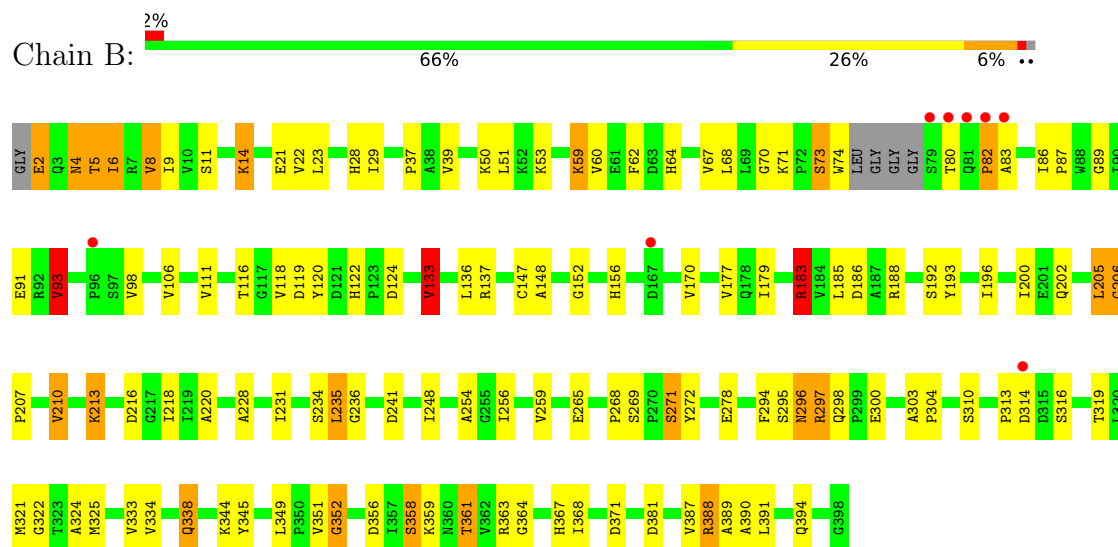 2%
Chain B: 66% 26% 6% ••
GLY E2 Q3 N4 T5 I6 R7 V8 I9 V10 S11 K14 E21 V22 L23 H28 I29 P37 A38 V39 K50 L51 K52 K53 K59 V60 E61 F62 D63 H64 V67 L68 L69 G70 K71 P72 S73 W74 LEU GLY GLY GLY S79 T80 Q81 P82 A83 I86 P87 W88 G89 I90
E91 R92 V93 P96 S97 V98 V106 V111 T116 G117 V118 D119 Y120 D121 H122 P123 D124 V133 L136 R137 C147 A148 G152 H156 D167 V170 V177 Q178 I179 R183 V184 L185 D186 A187 R188 S192 Y193 I196 I200 E201 Q202 L205 G206
P207 V210 K213 D216 G217 I218 I219 A220 A228 I231 S234 L235 G236 D241 I248 A254 G255 I256 V259 E265 P268 S269 P270 S271 Y272 E278 F294 S295 N296 R297 Q298 P299 E300 A303 P304 S310 P313 D314 D315 S316 T319 I320
M321 G322 T323 A324 M325 V333 V334 Q338 K344 Y345 L349 P350 V351 G352 D356 I357 S358 K359 N360 T361 V362 R363 G364 H367 I368 D371 D381 V387 R388 A389 A390 L391 Q394 G398